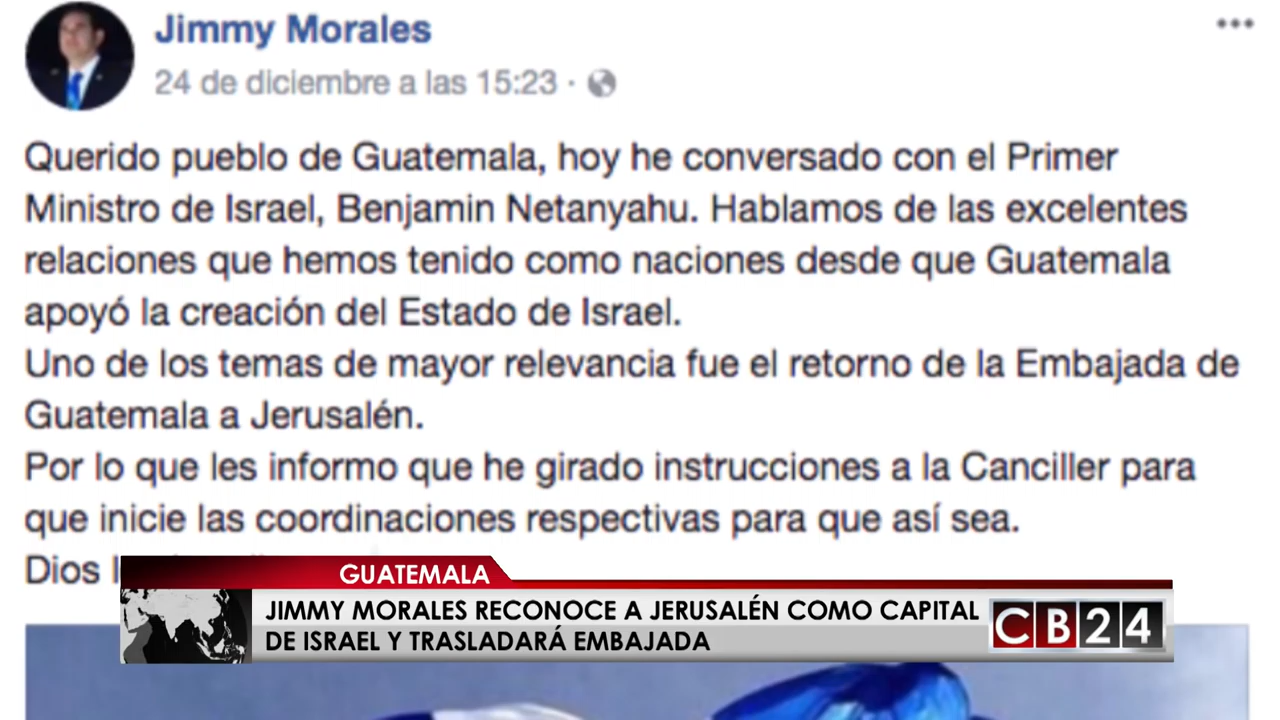 Jimmy Morales
24 de diciembre a las 15:23 ·
Querido pueblo de Guatemala, hoy he conversado con el Primer
Ministro de Israel, Benjamin Netanyahu. Hablamos de las excelentes
relaciones que hemos tenido como naciones desde que Guatemala
apoyó la creación del Estado de Israel.
Uno de los temas de mayor relevancia fue el retorno de la Embajada de
Guatemala a Jerusalén.
Por lo que les informo que he girado instrucciones a la Canciller para
que inicie las coordinaciones respectivas para que así sea.
Dios
GUATEMALA
JIMMY MORALES RECONOCE A JERUSALÉN COMO CAPITAL
DE ISRAEL Y TRASLADARÁ EMBAJADA
CB24